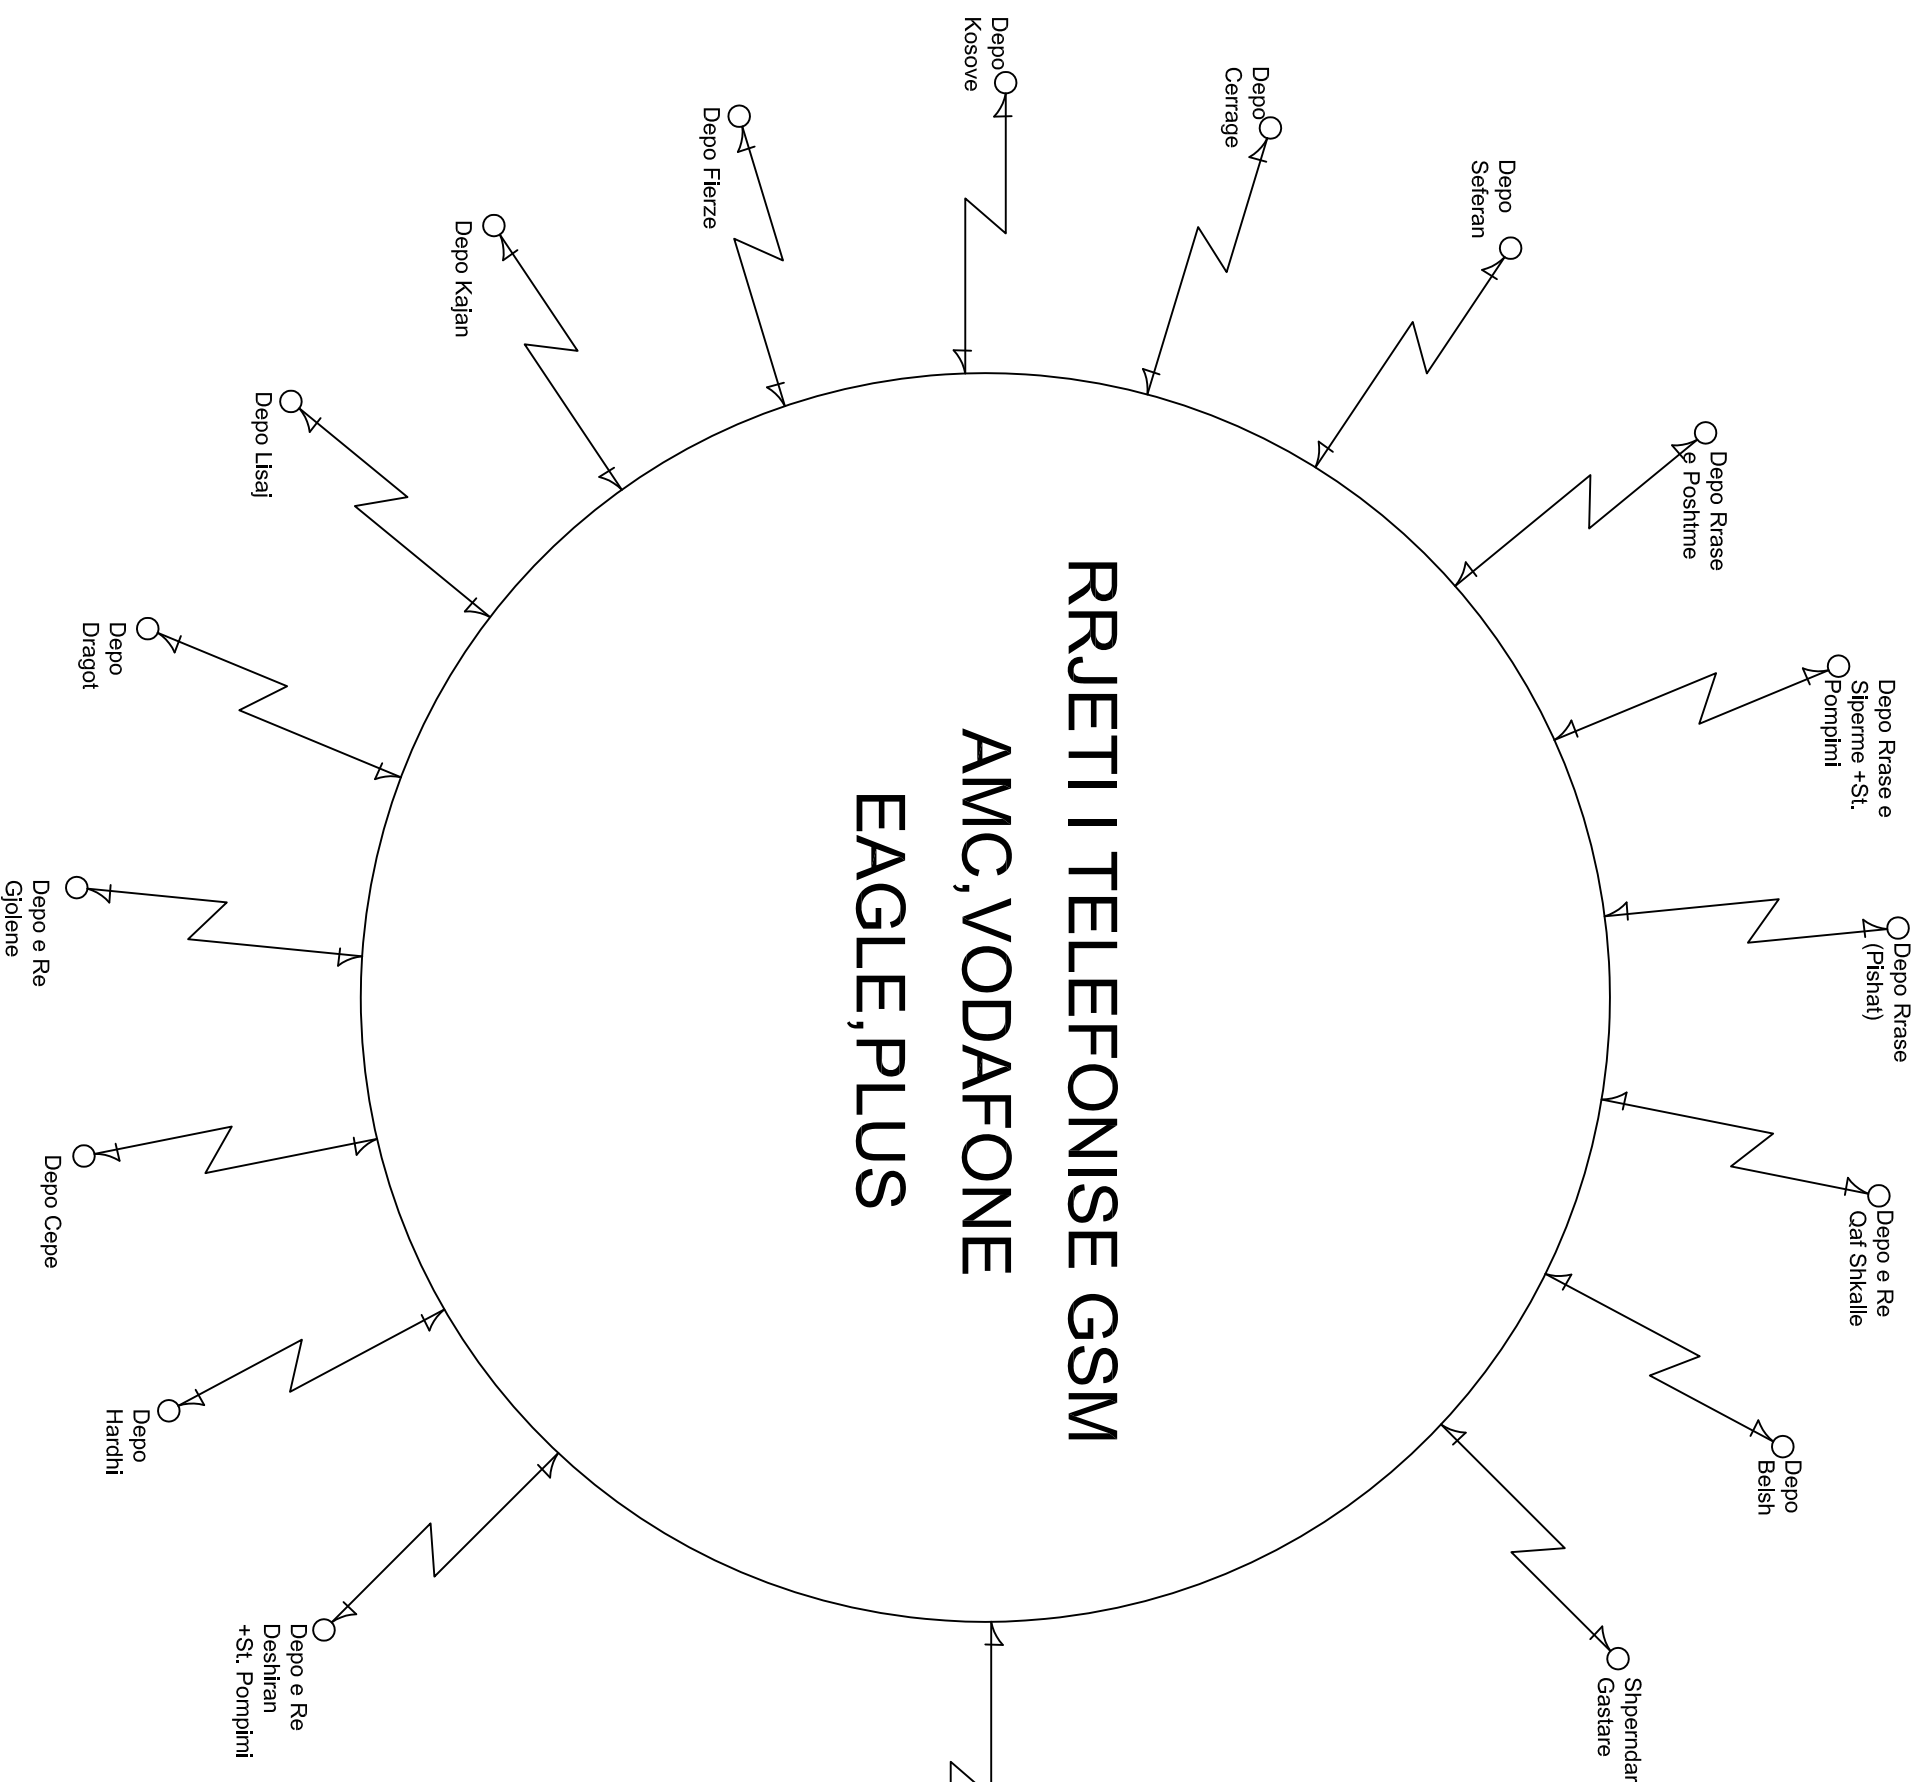 RRJETI I TELEFONISE GSM
AMC,VODAFONE
EAGLE,PLUS
Depo
Kosove
Depo
Cerrage
Depo
Seferan
Depo Rrase
e Poshtme
Depo Rrase e
Siperme +St.
Pompimi
Depo Rrase
(Pishat)
Depo e Re
Qaf Shkalle
Depo
Belsh
Gastare
Depo e Re
Deshiran
+St. Pompimi
Depo
Hardhi
Depo Cepe
Depo e Re
Gjolene
Depo
Dragot
Depo Lisaj
Depo Kajan
Depo Fierze